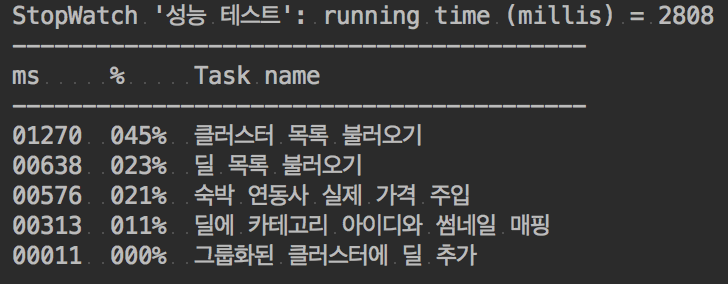 StopWatch '성능 테스트': running time (millis) = 2808
-----------------------------------------
ms     %     Task name
-----------------------------------------
01270  045%  클러스터 목록 불러오기
00638  023%  딜 목록 불러오기
00576  021%  숙박 연동사 실제 가격 주입
00313  011%  딜에 카테고리 아이디와 썸네일 매핑
00011  000%  그룹화된 클러스터에 딜 추가